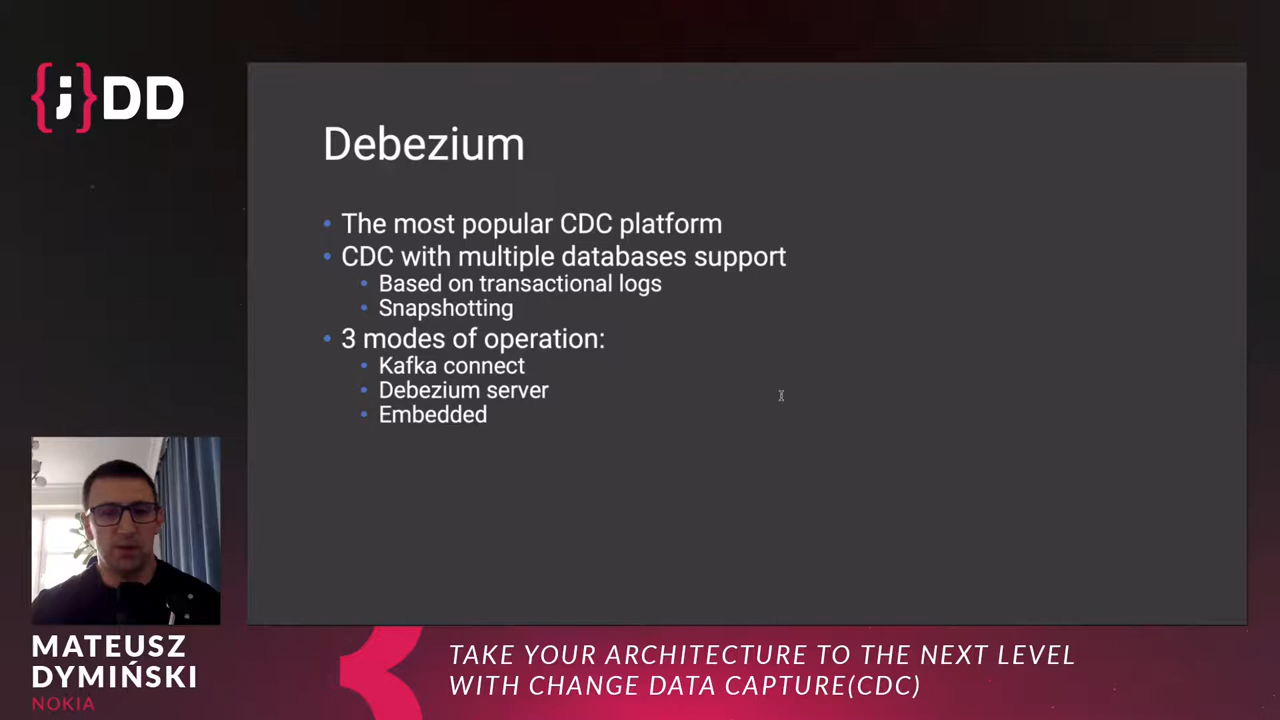 {;}DD
Debezium
• The most popular CDC platform
• CDC with multiple databases support
• Based on transactional logs
• Snapshotting
• 3 modes of operation:
• Kafka connect
• Debezium server
• Embedded
MATEUSZ
DYMIŃSKI
NOKIA
TAKE YOUR ARCHITECTURE TO THE NEXT LEVEL
WITH CHANGE DATA CAPTURE(CDC)